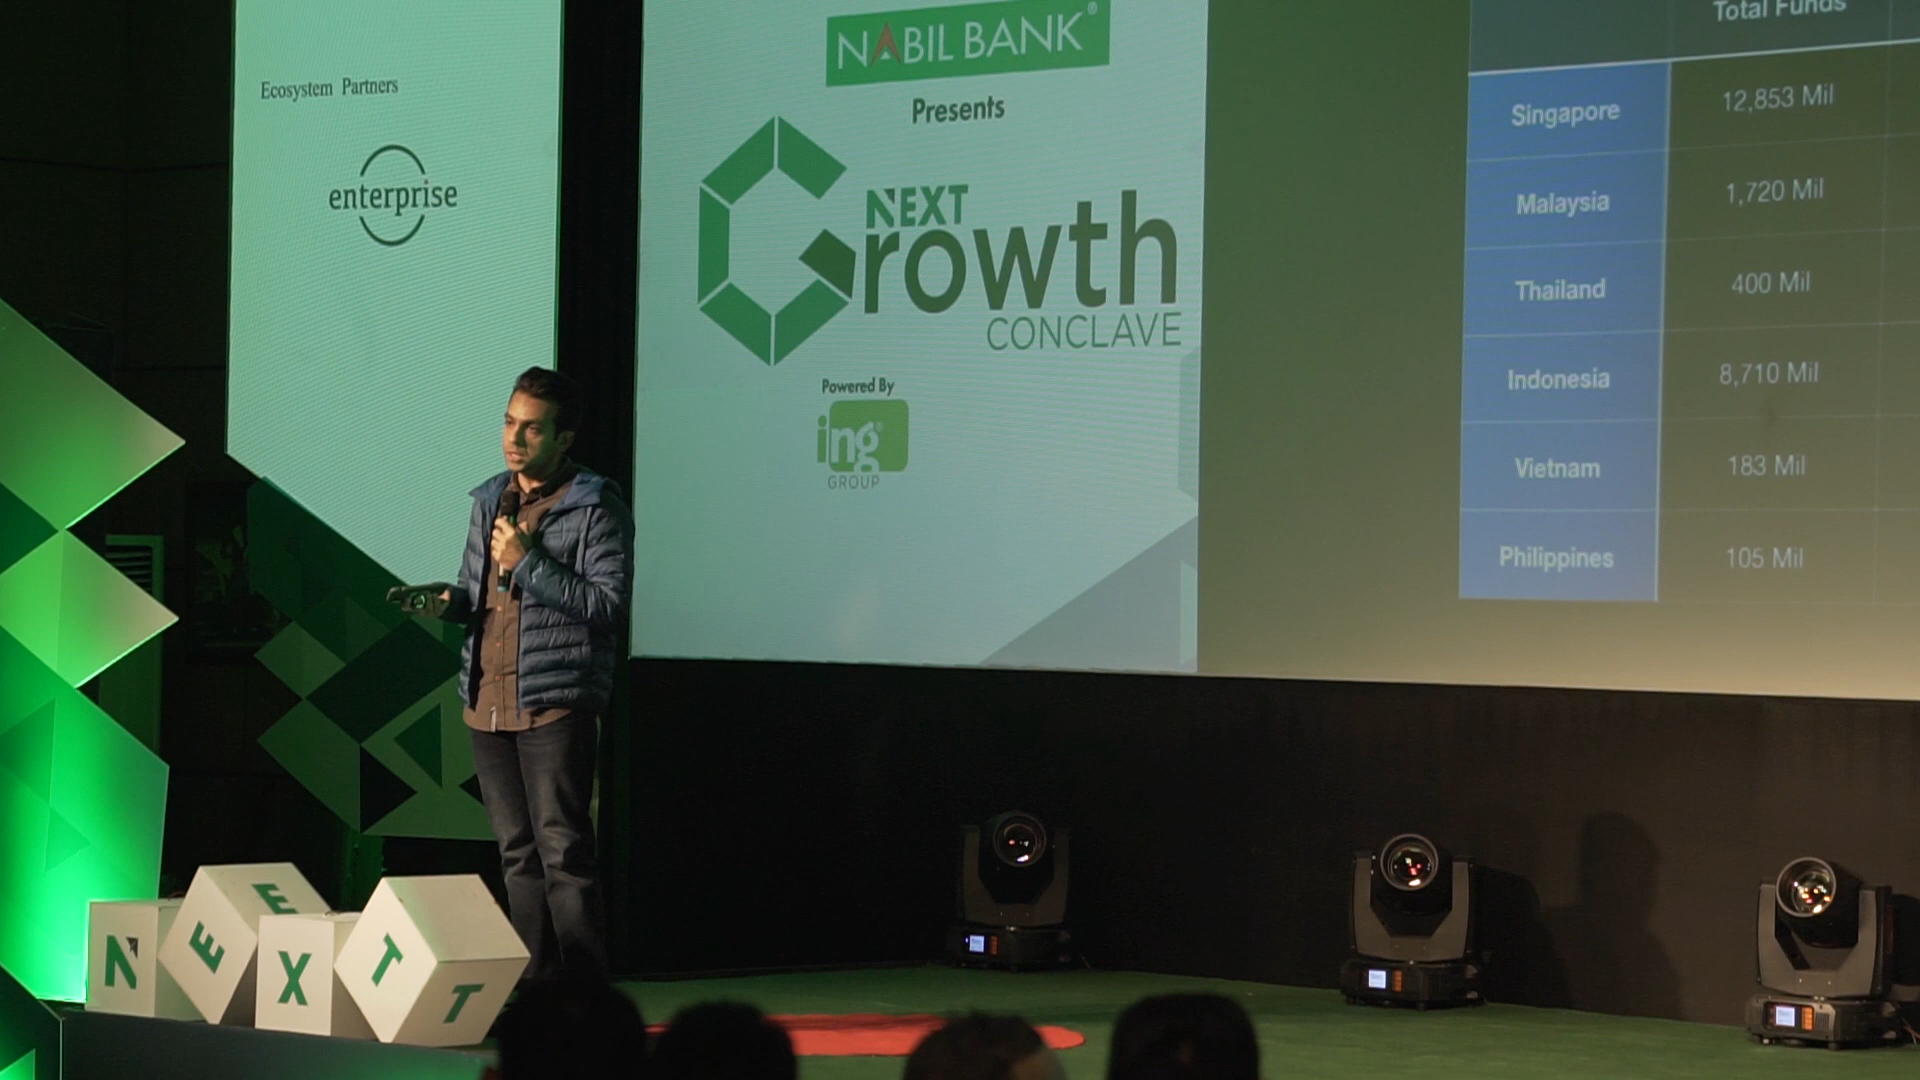 Ecosystem Partners
enterprise
NABIL BANK®
Presents
NEXT
Growth
CONCLAVE
Powered By
ing®
GROUP
Total Funds
Singapore 12,853 Mil
Malaysia 1,720 Mil
Thailand 400 Mil
Indonesia 8,710 Mil
Vietnam 183 Mil
Philippines 105 Mil
N E E X T T